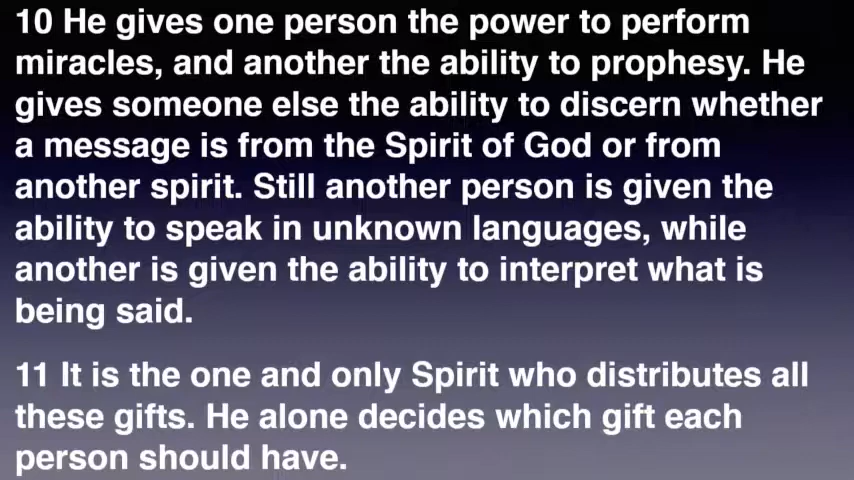 10 He gives one person the power to perform
miracles, and another the ability to prophesy. He
gives someone else the ability to discern whether
a message is from the Spirit of God or from
another spirit. Still another person is given the
ability to speak in unknown languages, while
another is given the ability to interpret what is
being said.
11 It is the one and only Spirit who distributes all
these gifts. He alone decides which gift each
person should have.